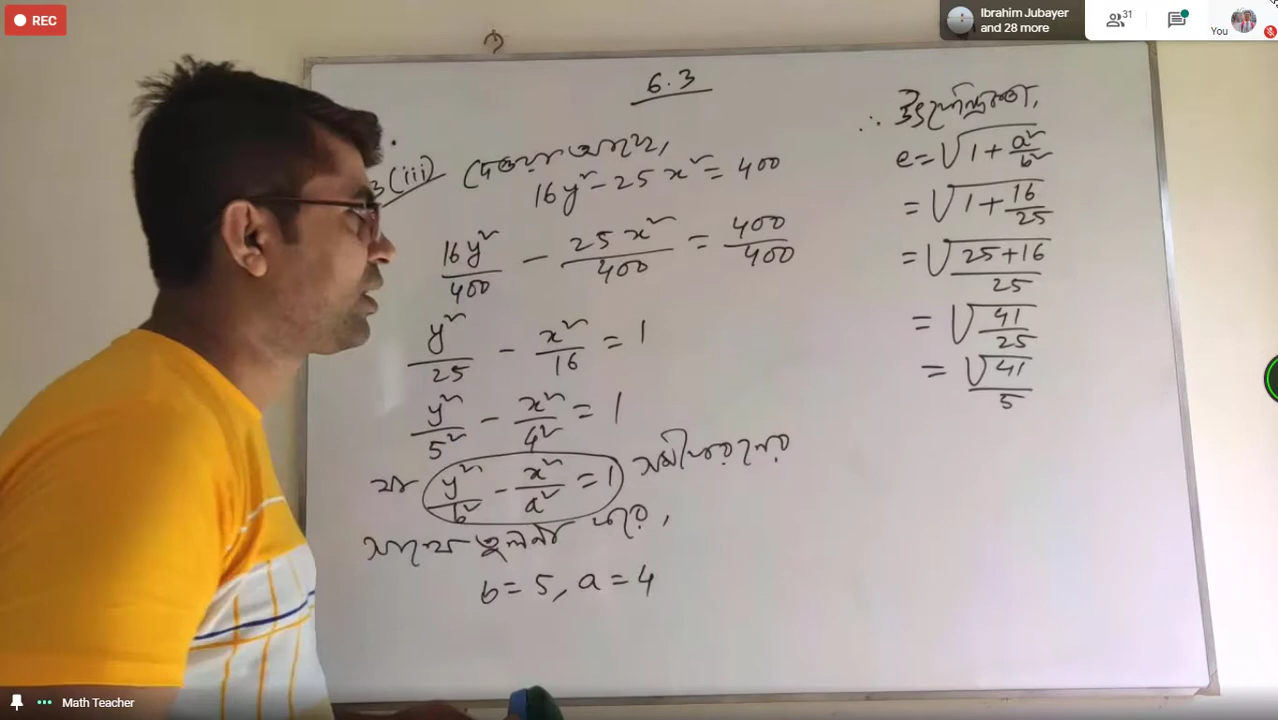 REC
Ibrahim Jubayer
and 28 more
31
You
6.3
3(iii) দেওয়া আছে,
16y² - 25x² = 400
16y²/400 - 25x²/400 = 400/400
y²/25 - x²/16 = 1
y²/5² - x²/4² = 1
যা y²/b² - x²/a² = 1 সমীকরণের
সাথে তুলনা করে,
b = 5, a = 4
∴ উৎকেন্দ্রিকতা,
e = √(1 + a²/b²)
= √(1 + 16/25)
= √((25+16)/25)
= √(41/25)
= √41/5
Math Teacher